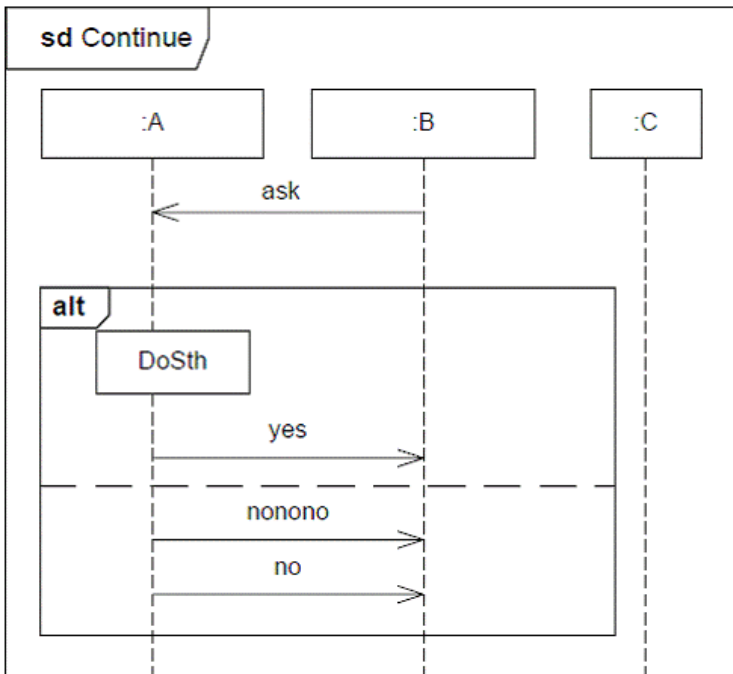 sd Continue
:A
:B
:C
ask
alt
DoSth
yes
nonono
no